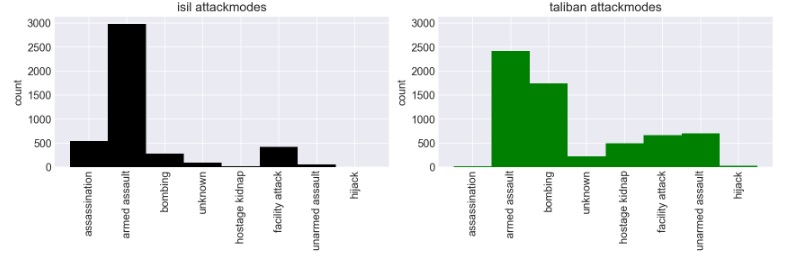 isil attackmodes
taliban attackmodes
count
3000
2500
2000
1500
1000
500
0
assassination
armed assault
bombing
unknown
hostage kidnap
facility attack
unarmed assault
hijack
count
3000
2500
2000
1500
1000
500
0
assassination
armed assault
bombing
unknown
hostage kidnap
facility attack
unarmed assault
hijack